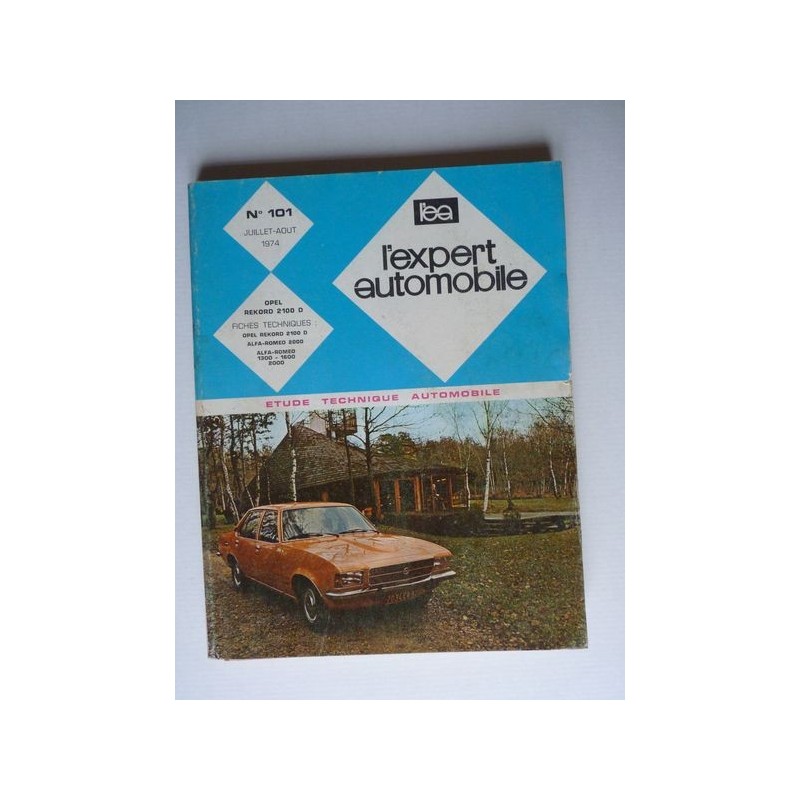 N° 101
JUILLET-AOUT
1974
l'ea
l'expert
automobile
OPEL
REKORD 2100 D
FICHES TECHNIQUES :
OPEL REKORD 2100 D
ALFA-ROMEO 2000
ALFA-ROMEO
1300 - 1600
2000
ETUDE TECHNIQUE AUTOMOBILE